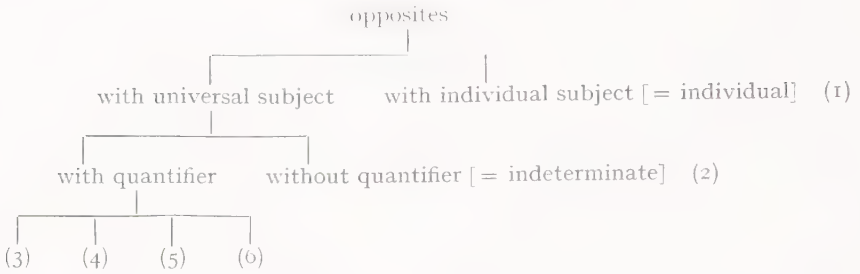 opposites
with universal subject with individual subject [= individual] (1)
with quantifier without quantifier [= indeterminate] (2)
(3) (4) (5) (6)